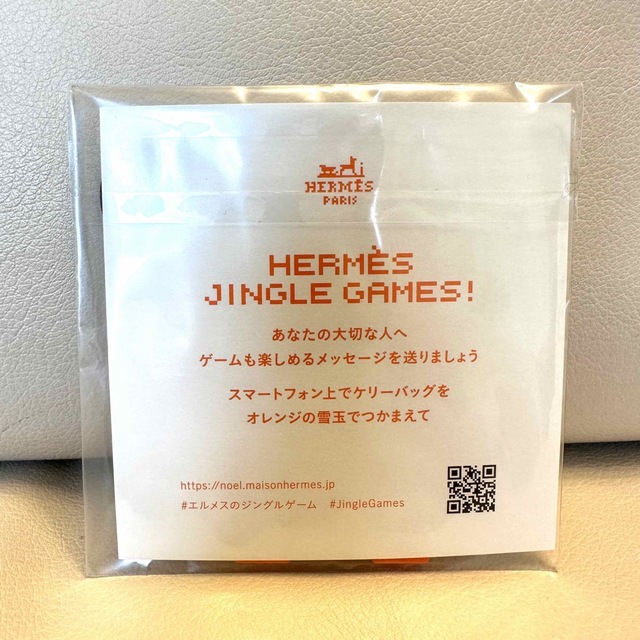 HERMÈS
PARIS
HERMÈS
JINGLE GAMES!
あなたの大切な人へ
ゲームも楽しめるメッセージを送りましょう
スマートフォン上でケリーバッグを
オレンジの雪玉でつかまえて
https://noel.maisonhermes.jp
#エルメスのジングルゲーム #JingleGames